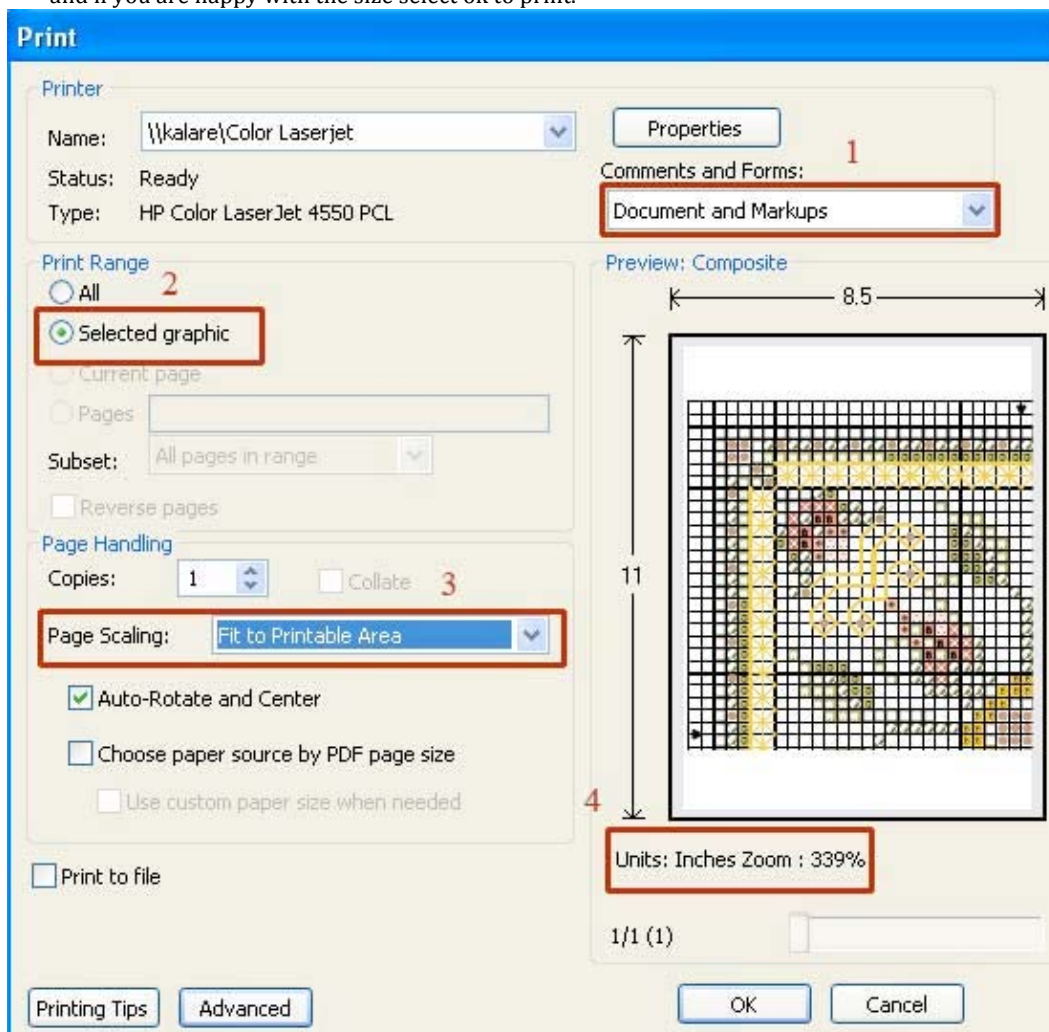 and if you are happy with the size select ok to print.
Print
Printer
Name: \\kalare\Color Laserjet Properties
Status: Ready
Type: HP Color LaserJet 4550 PCL
Comments and Forms: 1
Document and Markups
Print Range
All 2
Selected graphic
Current page
Pages
Subset: All pages in range
Reverse pages
Page Handling
Copies: 1 Collate 3
Page Scaling: Fit to Printable Area
Auto-Rotate and Center
Choose paper source by PDF page size
Use custom paper size when needed
Print to file
Preview: Composite
8.5
11
4
Units: Inches Zoom : 339%
1/1 (1)
Printing Tips Advanced OK Cancel